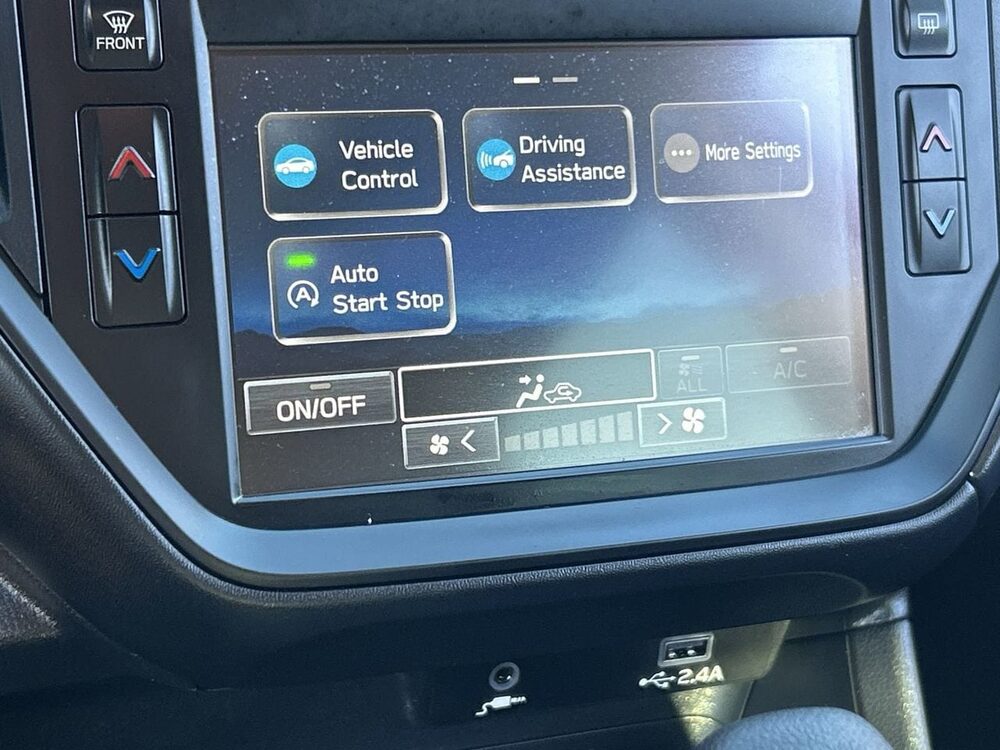 FRONT
Vehicle
Control
Driving
Assistance
More Settings
A
Auto
Start Stop
ON/OFF
ALL
A/C
2.4A